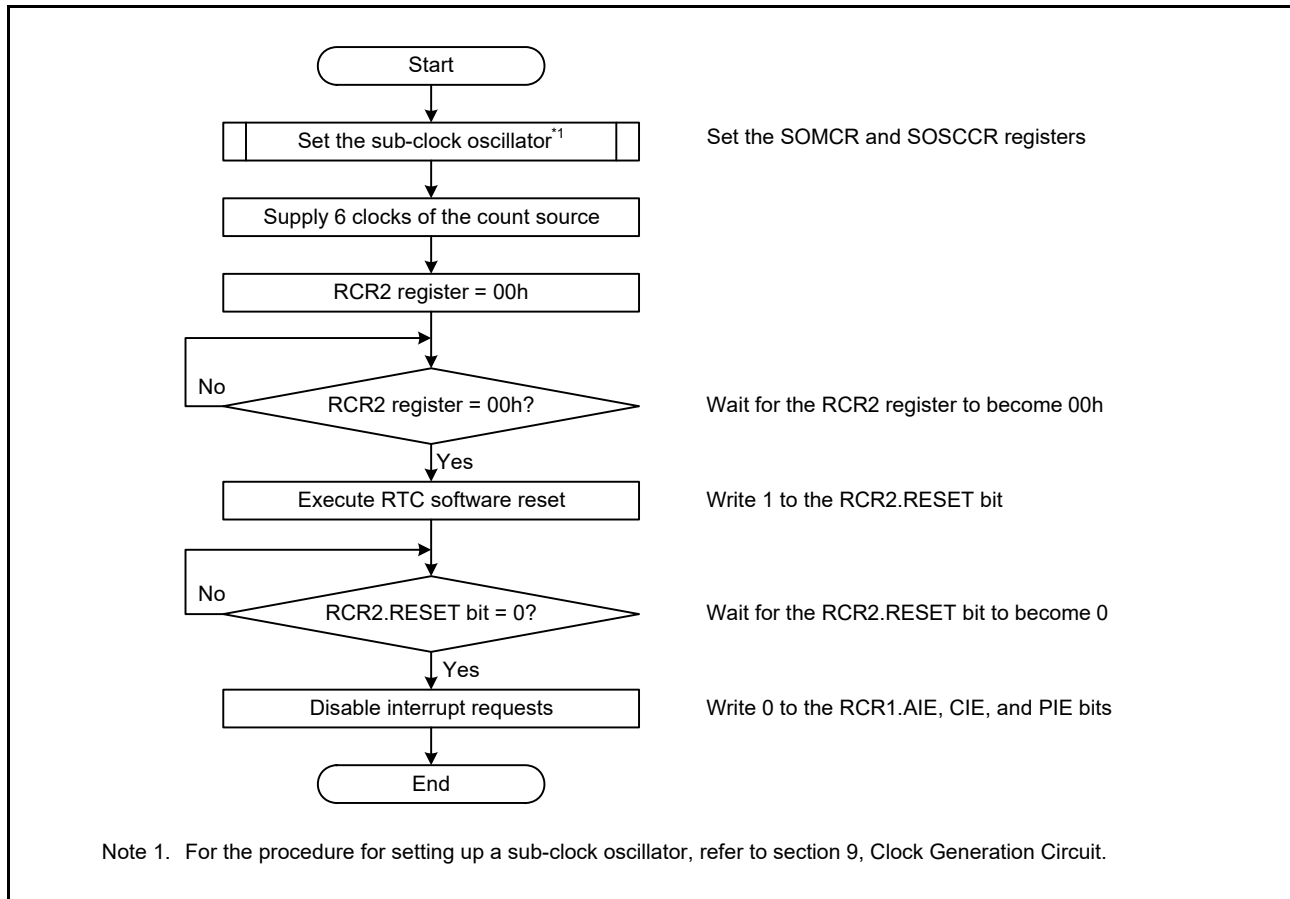 Start
Set the sub-clock oscillator*1
Set the SOMCR and SOSCCR registers
Supply 6 clocks of the count source
RCR2 register = 00h
No
RCR2 register = 00h?
Wait for the RCR2 register to become 00h
Yes
Execute RTC software reset
Write 1 to the RCR2.RESET bit
No
RCR2.RESET bit = 0?
Wait for the RCR2.RESET bit to become 0
Yes
Disable interrupt requests
Write 0 to the RCR1.AIE, CIE, and PIE bits
End
Note 1. For the procedure for setting up a sub-clock oscillator, refer to section 9, Clock Generation Circuit.